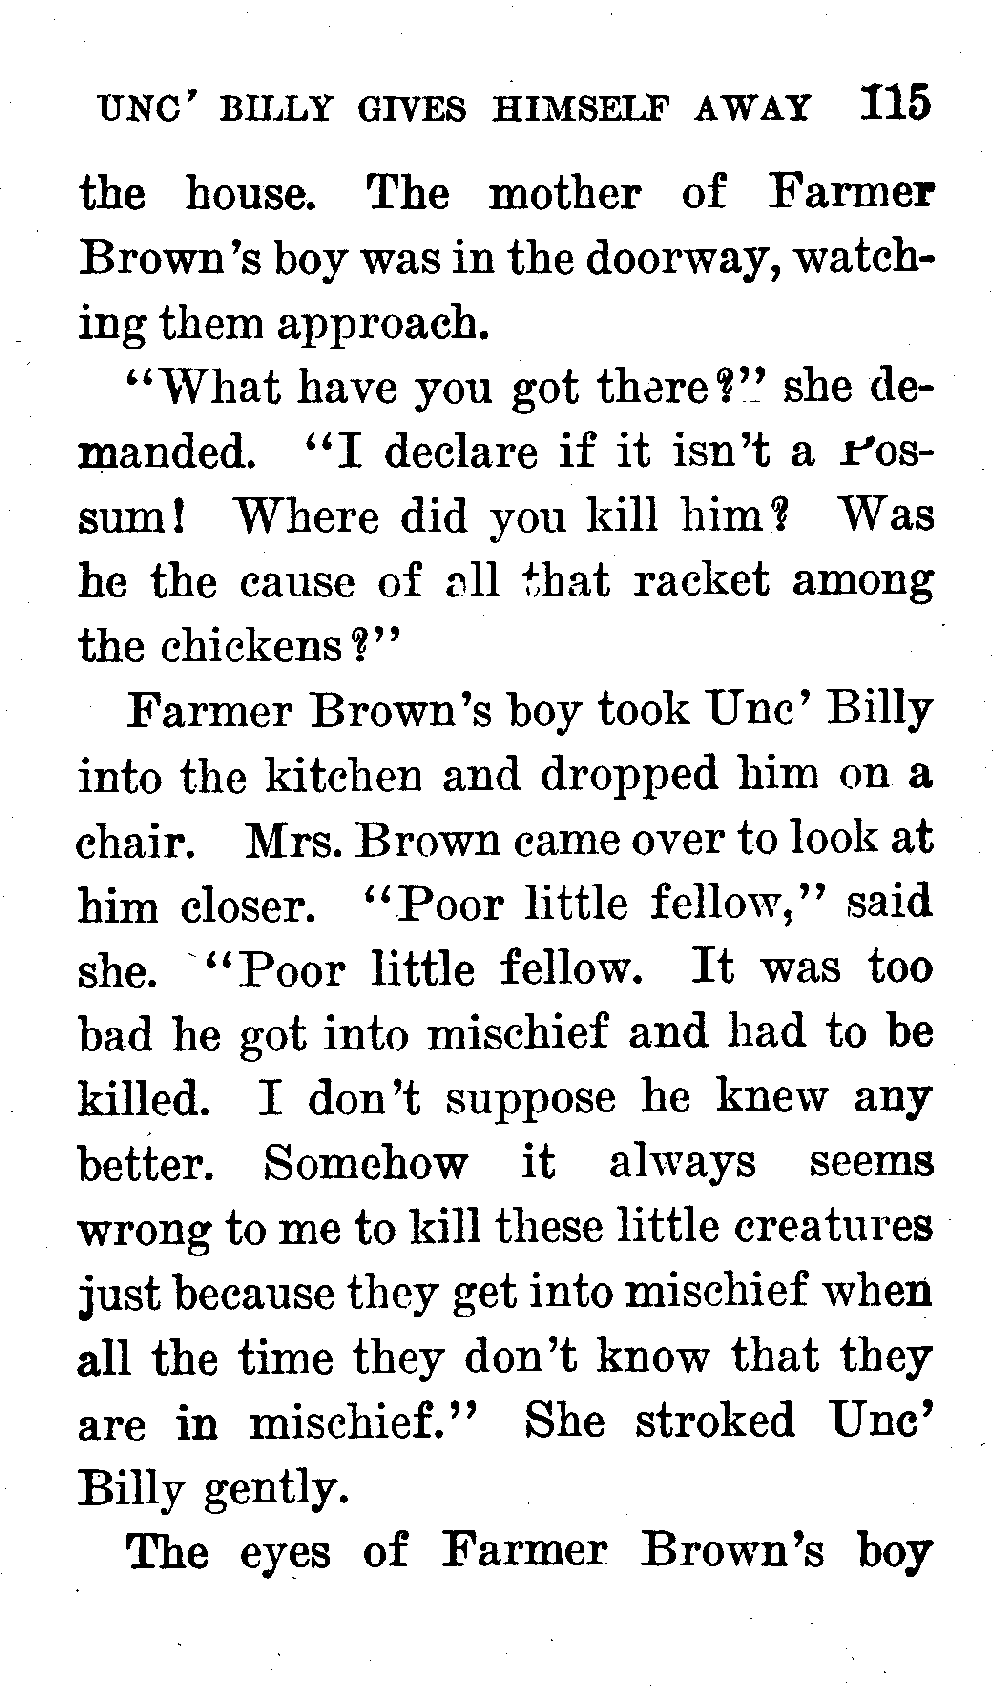 UNC' BILLY GIVES HIMSELF AWAY 115
the house. The mother of Farmer
Brown's boy was in the doorway, watch-
ing them approach.
"What have you got there?" she de-
manded. "I declare if it isn't a Pos-
sum! Where did you kill him? Was
he the cause of all that racket among
the chickens?"
Farmer Brown's boy took Unc' Billy
into the kitchen and dropped him on a
chair. Mrs. Brown came over to look at
him closer. "Poor little fellow," said
she. "Poor little fellow. It was too
bad he got into mischief and had to be
killed. I don't suppose he knew any
better. Somehow it always seems
wrong to me to kill these little creatures
just because they get into mischief when
all the time they don't know that they
are in mischief." She stroked Unc'
Billy gently.
The eyes of Farmer Brown's boy